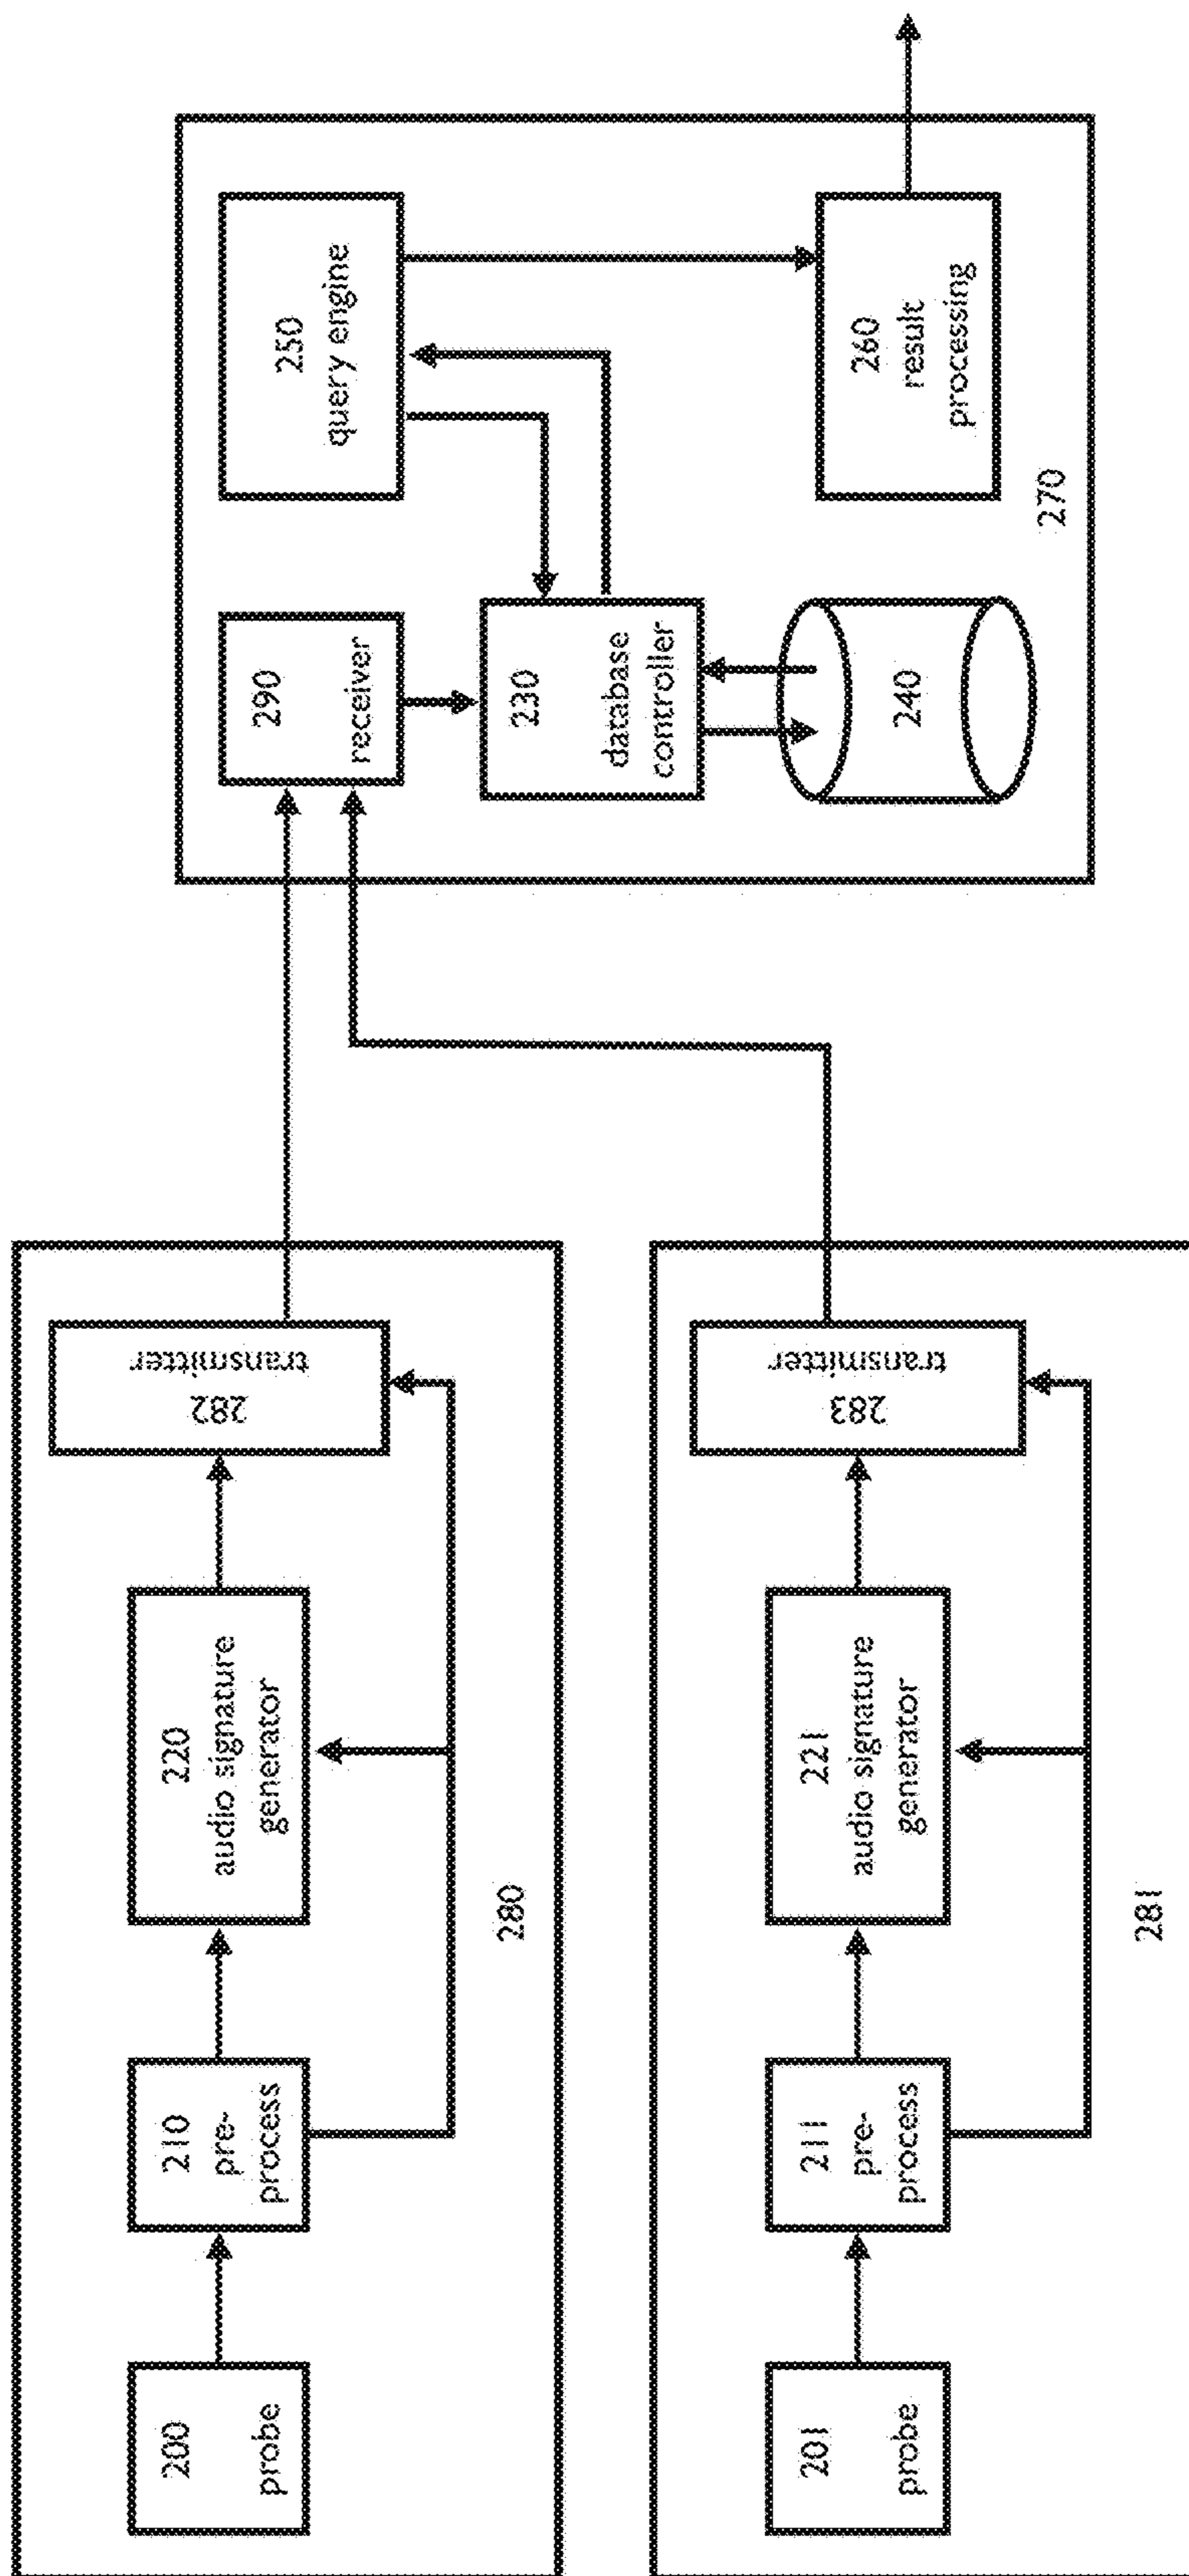 200
probe
210
pre-
process
220
audio signature
generator
282
transmitter
280
201
probe
211
pre-
process
221
audio signature
generator
283
transmitter
281
290
receiver
230
database
controller
240
250
query engine
260
result
processing
270